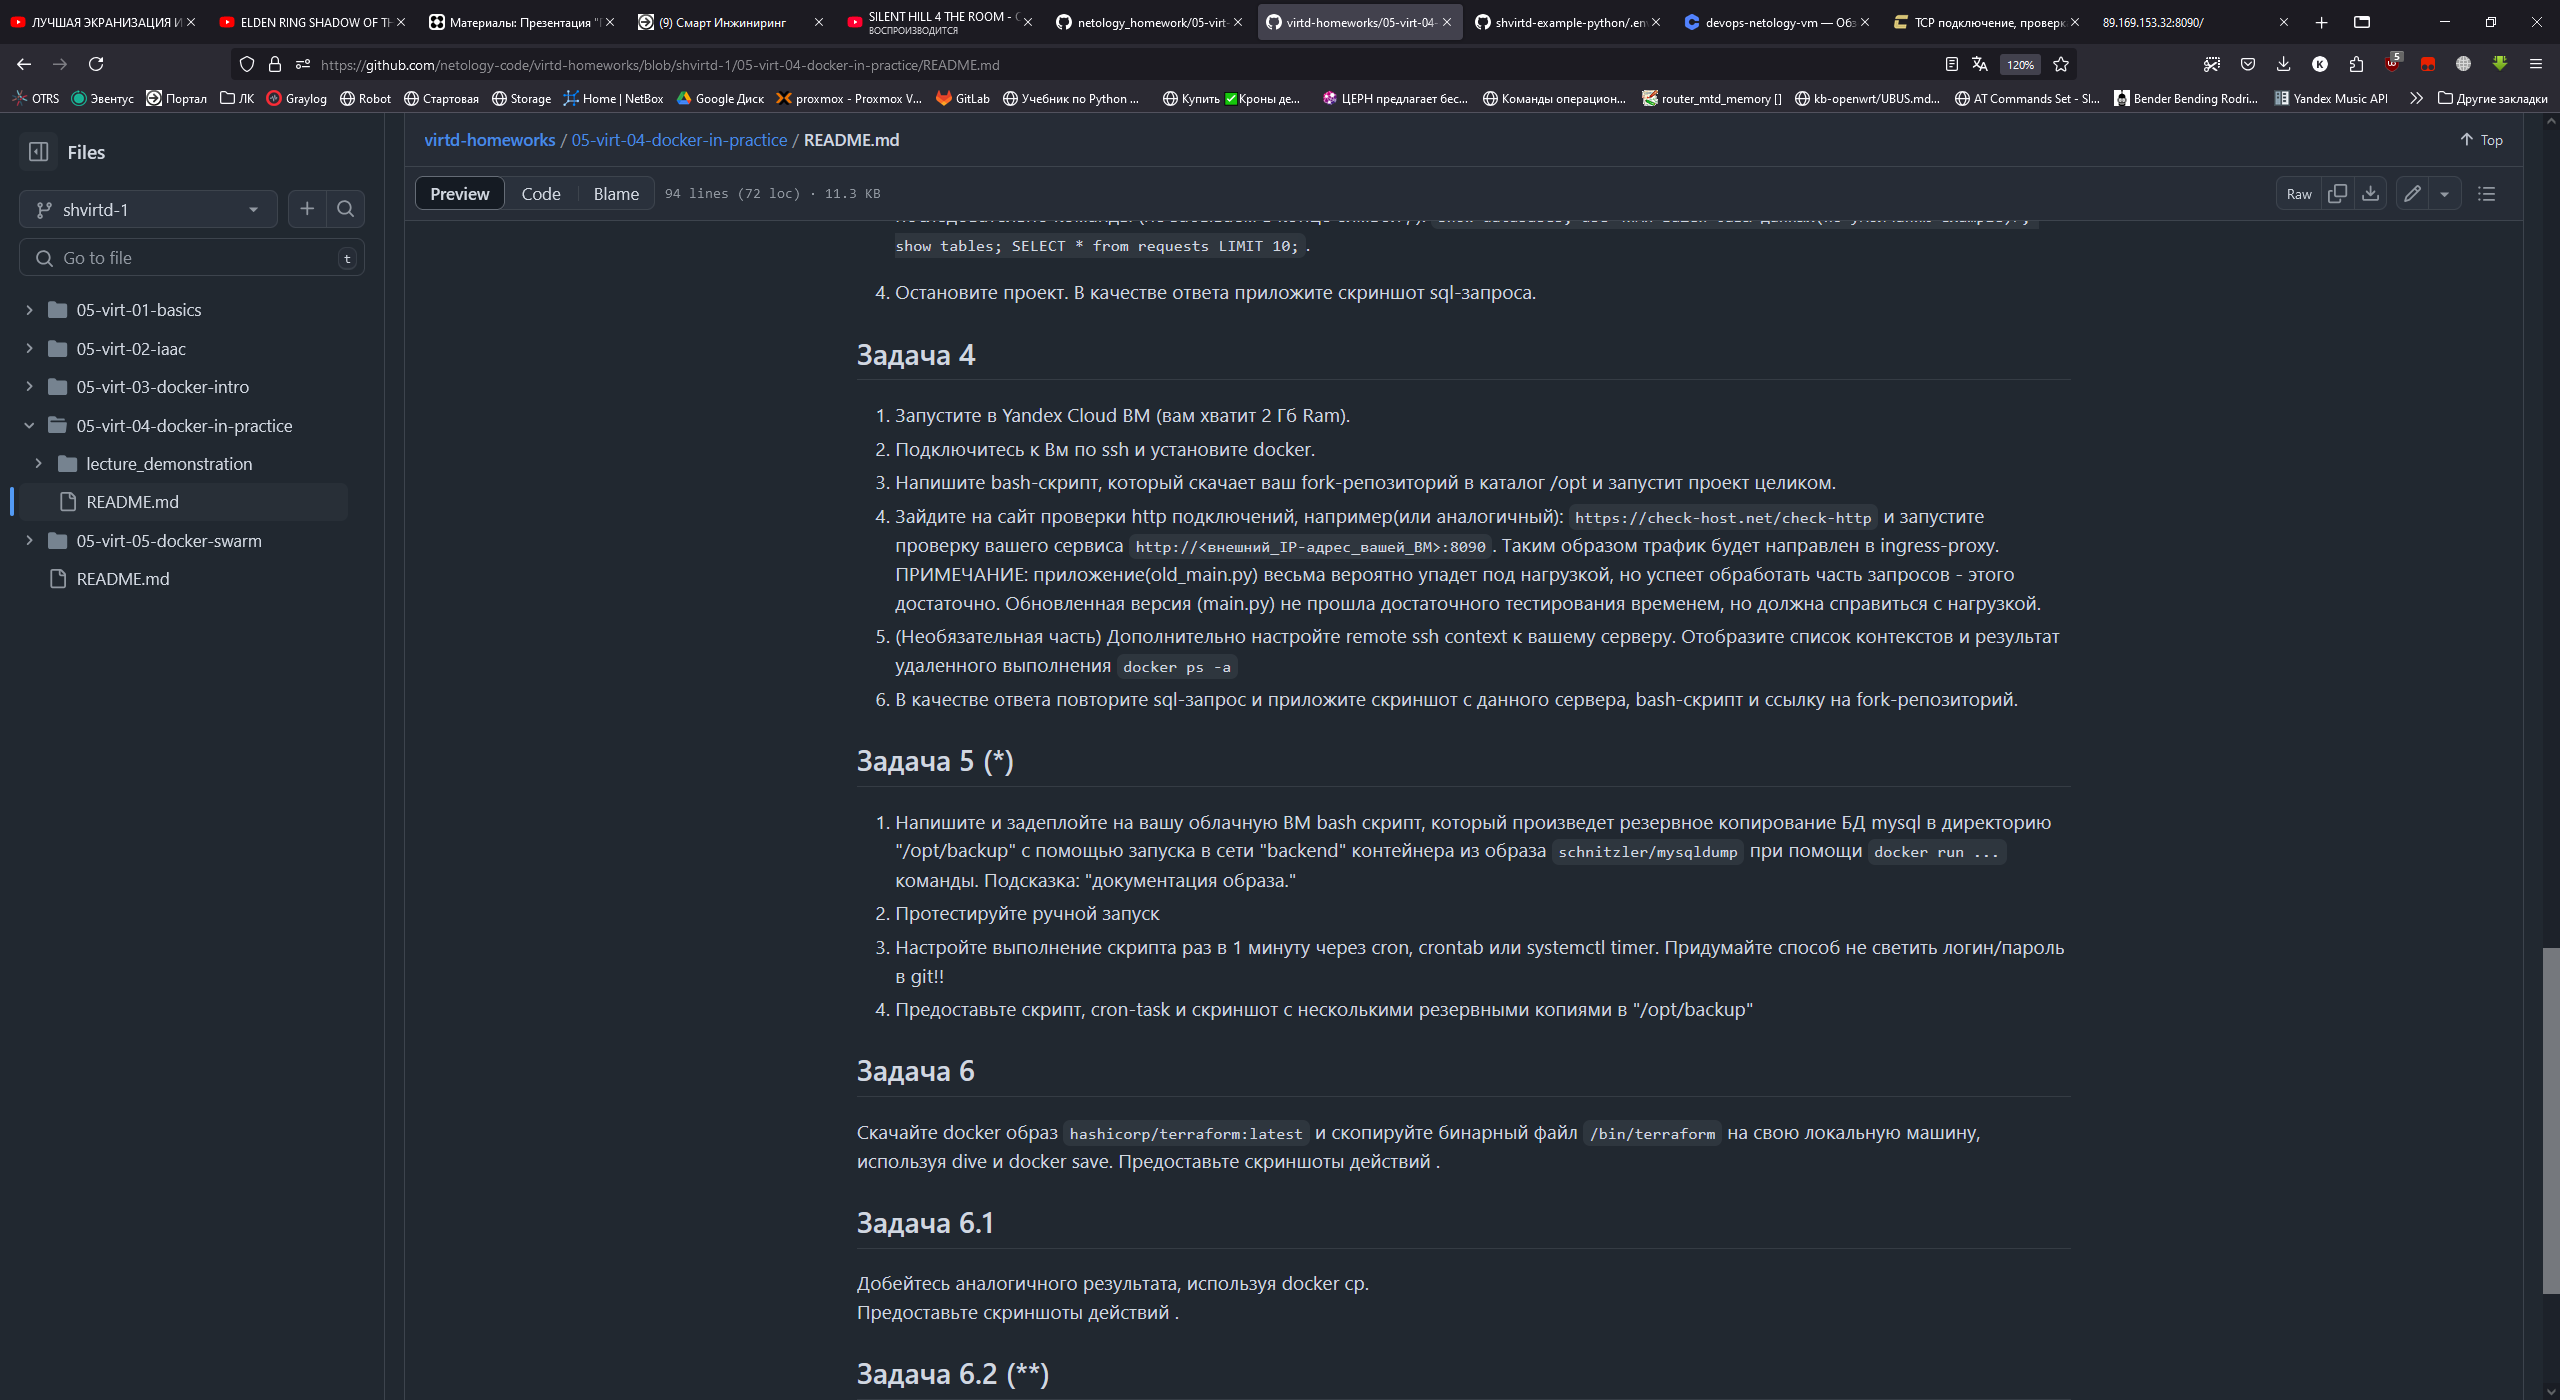 ЛУЧШАЯ ЭКРАНИЗАЦИЯ И
ELDEN RING SHADOW OF TH
Материалы: Презентация "
(9) Смарт Инжиниринг
SILENT HILL 4 THE ROOM -
ВОСПРОИЗВОДИТСЯ
netology_homework/05-virt-
virtd-homeworks/05-virt-04-
shvirtd-example-python/.en
devops-netology-vm — Обз
TCP подключение, проверк
89.169.153.32:8090/
https://github.com/netology-code/virtd-homeworks/blob/shvirtd-1/05-virt-04-docker-in-practice/README.md
120%
5
OTRS
Эвентус
Портал
ЛК
Graylog
Robot
Стартовая
Storage
Home | NetBox
Google Диск
proxmox - Proxmox V...
GitLab
Учебник по Python ...
Купить ✅Кроны де...
ЦЕРН предлагает бес...
Команды операцион...
router_mtd_memory []
kb-openwrt/UBUS.md...
AT Commands Set - SI...
Bender Bending Rodri...
Yandex Music API
Другие закладки
Files
shvirtd-1
Go to file
t
05-virt-01-basics
05-virt-02-iaac
05-virt-03-docker-intro
05-virt-04-docker-in-practice
lecture_demonstration
README.md
05-virt-05-docker-swarm
README.md
virtd-homeworks / 05-virt-04-docker-in-practice / README.md
Top
Preview
Code
Blame
94 lines (72 loc) · 11.3 KB
Raw
show tables; SELECT * from requests LIMIT 10;.
4. Остановите проект. В качестве ответа приложите скриншот sql-запроса.
Задача 4
1. Запустите в Yandex Cloud ВМ (вам хватит 2 Гб Ram).
2. Подключитесь к Вм по ssh и установите docker.
3. Напишите bash-скрипт, который скачает ваш fork-репозиторий в каталог /opt и запустит проект целиком.
4. Зайдите на сайт проверки http подключений, например(или аналогичный): https://check-host.net/check-http и запустите
проверку вашего сервиса http://<внешний_IP-адрес_вашей_ВМ>:8090. Таким образом трафик будет направлен в ingress-proxy.
ПРИМЕЧАНИЕ: приложение(old_main.py) весьма вероятно упадет под нагрузкой, но успеет обработать часть запросов - этого
достаточно. Обновленная версия (main.py) не прошла достаточного тестирования временем, но должна справиться с нагрузкой.
5. (Необязательная часть) Дополнительно настройте remote ssh context к вашему серверу. Отобразите список контекстов и результат
удаленного выполнения docker ps -a
6. В качестве ответа повторите sql-запрос и приложите скриншот с данного сервера, bash-скрипт и ссылку на fork-репозиторий.
Задача 5 (*)
1. Напишите и задеплойте на вашу облачную ВМ bash скрипт, который произведет резервное копирование БД mysql в директорию
"/opt/backup" с помощью запуска в сети "backend" контейнера из образа schnitzler/mysqldump при помощи docker run ...
команды. Подсказка: "документация образа."
2. Протестируйте ручной запуск
3. Настройте выполнение скрипта раз в 1 минуту через cron, crontab или systemctl timer. Придумайте способ не светить логин/пароль
в git!!
4. Предоставьте скрипт, cron-task и скриншот с несколькими резервными копиями в "/opt/backup"
Задача 6
Скачайте docker образ hashicorp/terraform:latest и скопируйте бинарный файл /bin/terraform на свою локальную машину,
используя dive и docker save. Предоставьте скриншоты действий .
Задача 6.1
Добейтесь аналогичного результата, используя docker cp.
Предоставьте скриншоты действий .
Задача 6.2 (**)